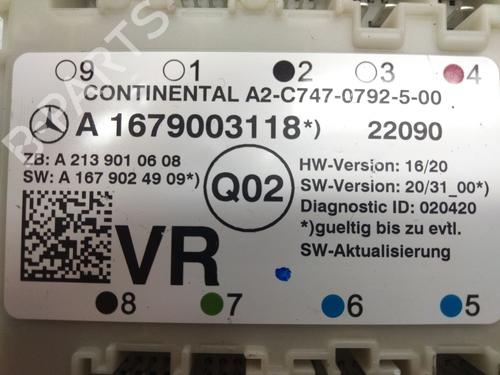 9 1 2 3 4
CONTINENTAL A2-C747-0792-5-00
A 1679003118*) 22090
ZB: A 213 901 06 08
SW: A 167 902 49 09*)
Q02
HW-Version: 16/20
SW-Version: 20/31_00*)
Diagnostic ID: 020420
*)gueltig bis zu evtl.
SW-Aktualisierung
VR
8 7 6 5
B-PARTS